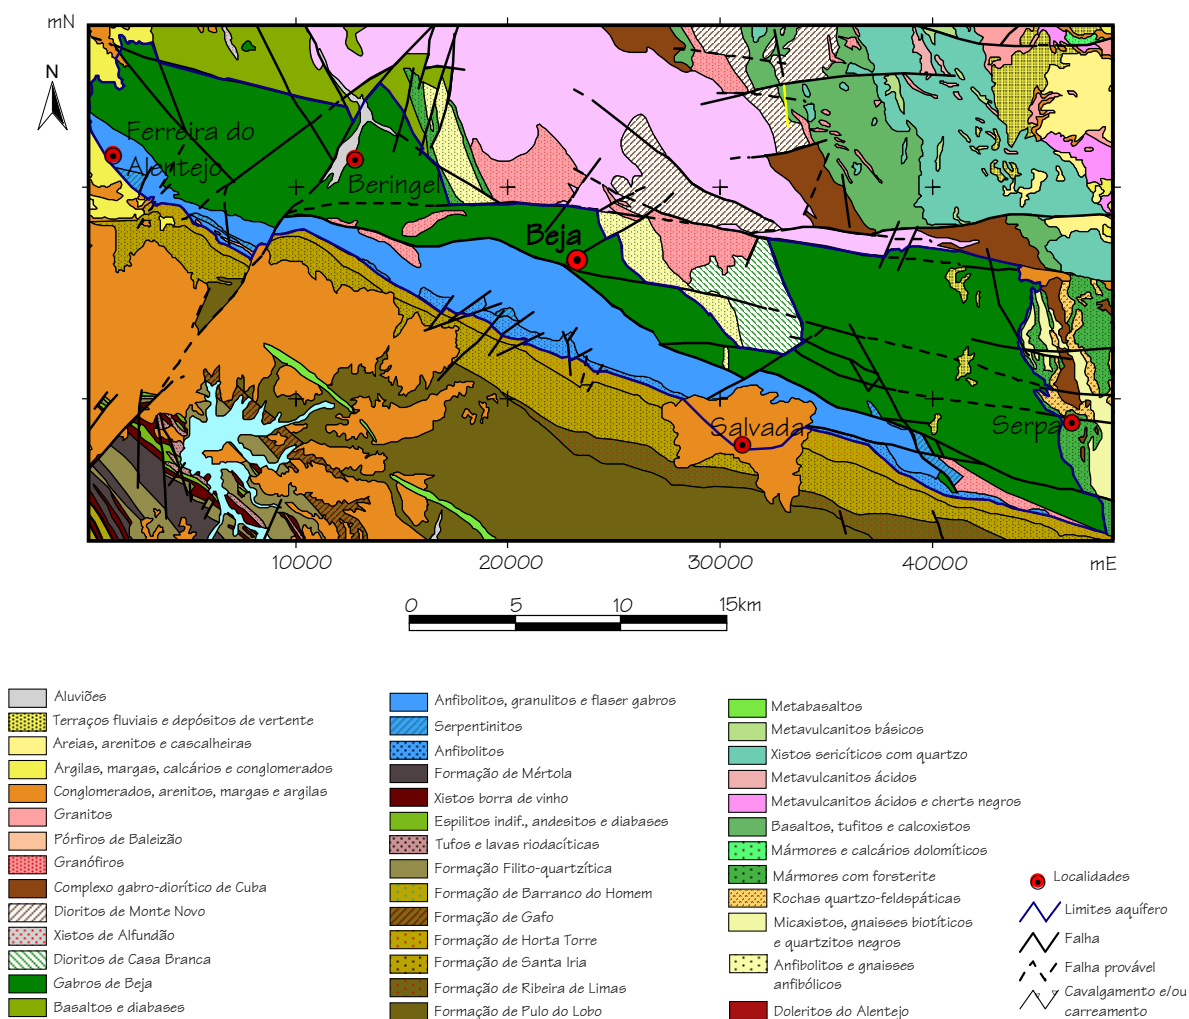 mN
N
Ferreira do
Alentejo
Beringel
Beja
Salvada
Serpa
10000
20000
30000
40000
mE
0
5
10
15km
Aluviões
Terraços fluviais e depósitos de vertente
Areias, arenitos e cascalheiras
Argilas, margas, calcários e conglomerados
Conglomerados, arenitos, margas e argilas
Granitos
Pórfiros de Baleizão
Granófiros
Complexo gabro-diorítico de Cuba
Dioritos de Monte Novo
Xistos de Alfundão
Dioritos de Casa Branca
Gabros de Beja
Basaltos e diabases
Anfibolitos, granulitos e flaser gabros
Serpentinitos
Anfibolitos
Formação de Mértola
Xistos borra de vinho
Espilitos indif., andesitos e diabases
Tufos e lavas riodacíticas
Formação Filito-quartzítica
Formação de Barranco do Homem
Formação de Gafo
Formação de Horta Torre
Formação de Santa Iria
Formação de Ribeira de Limas
Formação de Pulo do Lobo
Metabasaltos
Metavulcanitos básicos
Xistos sericíticos com quartzo
Metavulcanitos ácidos
Metavulcanitos ácidos e cherts negros
Basaltos, tufitos e calcoxistos
Mármores e calcários dolomíticos
Mármores com forsterite
Rochas quartzo-feldspáticas
Micaxistos, gnaisses biotíticos
e quartzitos negros
Anfibolitos e gnaisses
anfibólicos
Doleritos do Alentejo
Localidades
Limites aquífero
Falha
Falha provável
Cavalgamento e/ou
carreamento